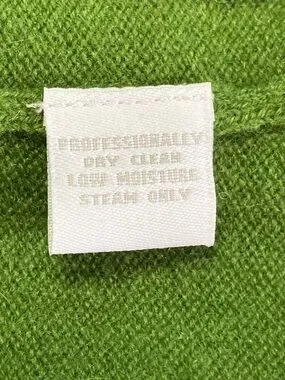 PROFESSIONALLY
DRY CLEAN
LOW MOISTURE
STEAM ONLY